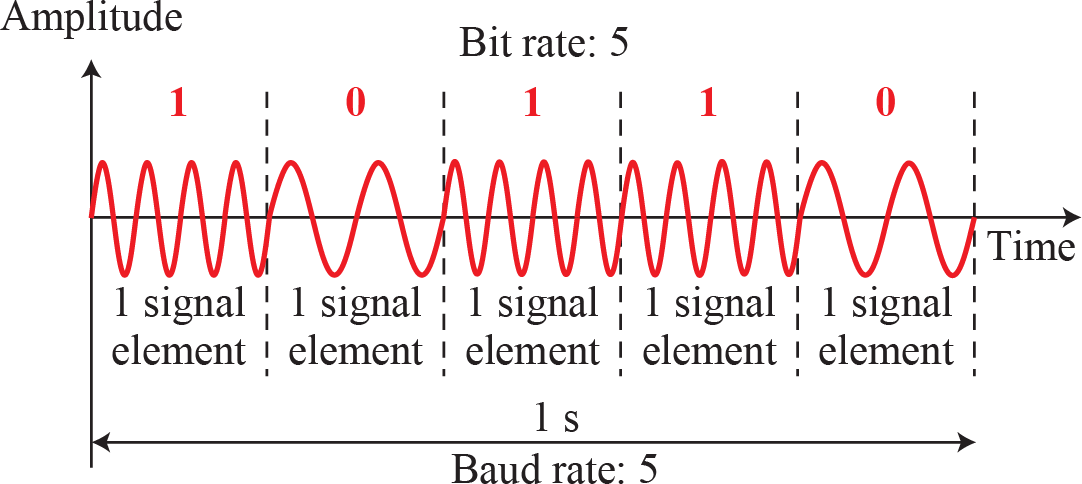 Amplitude
Bit rate: 5
1 0 1 1 0
Time
1 signal element
1 signal element
1 signal element
1 signal element
1 signal element
1 s
Baud rate: 5